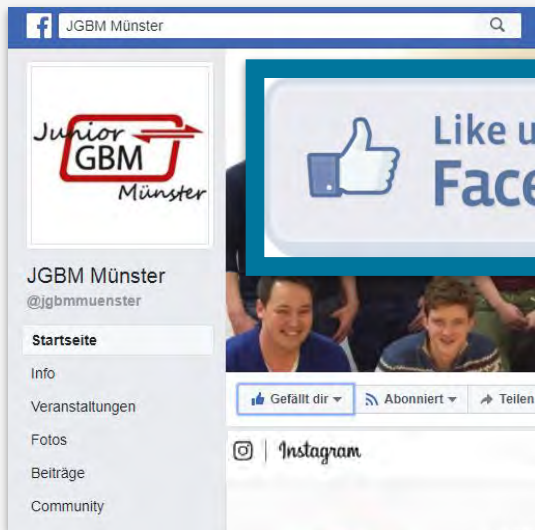 JGBM Münster
Junior
GBM
Münster
Like u
Face
JGBM Münster
@jgbmmuenster
Startseite
Info
Veranstaltungen
Fotos
Beiträge
Community
Gefällt dir
Abonniert
Teilen
Instagram